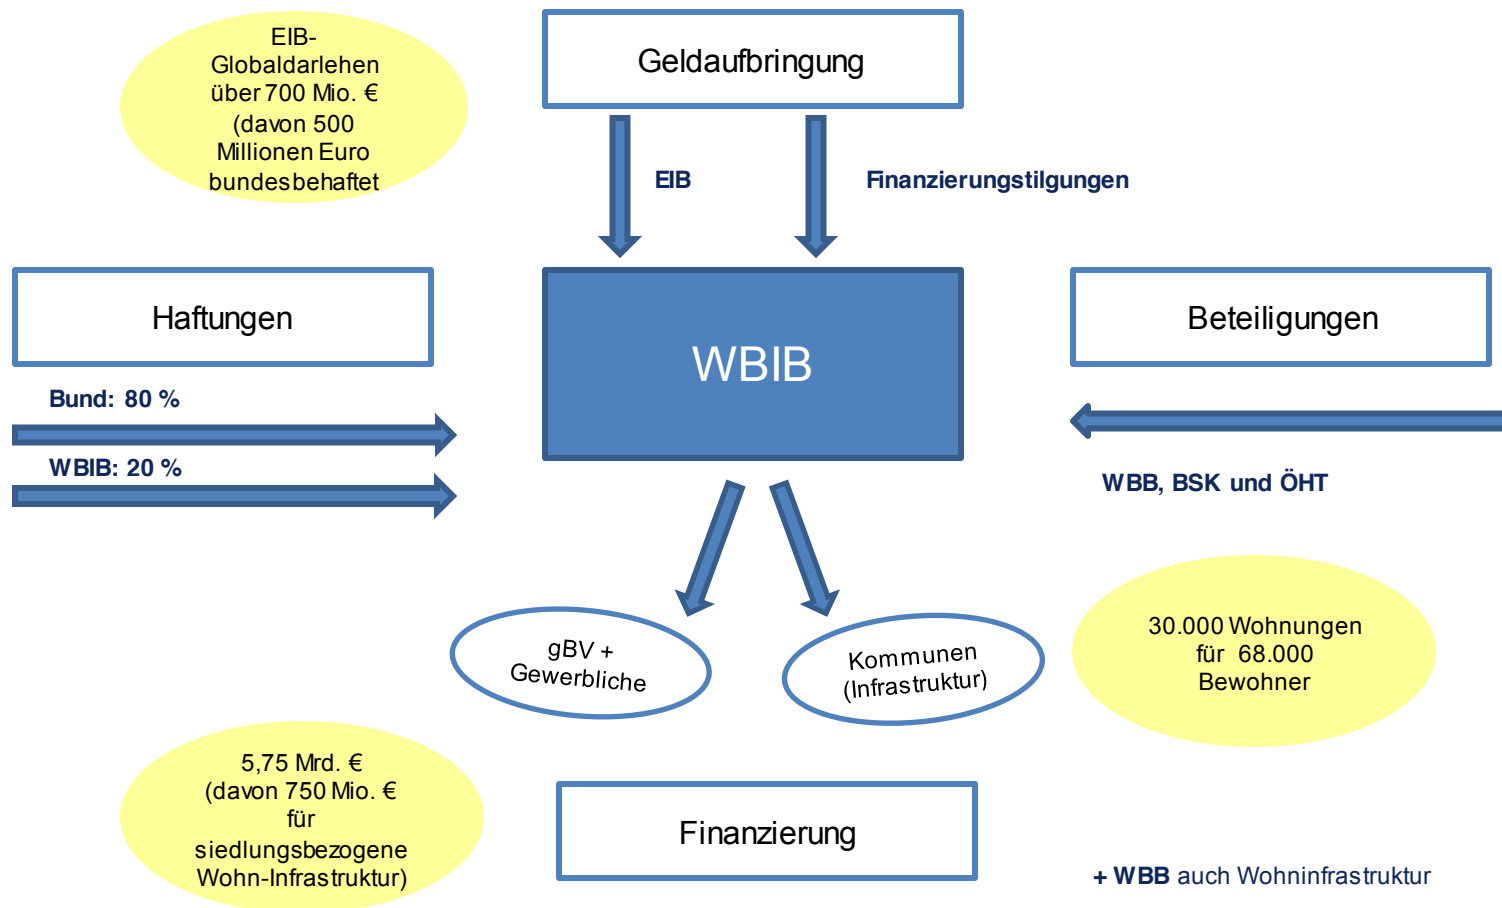 EIB-
Globaldarlehen
über 700 Mio. €
(davon 500
Millionen Euro
bundesbehaftet
Geldaufbringung
EIB
Finanzierungstilgungen
Haftungen
WBIB
Beteiligungen
Bund: 80 %
WBIB: 20 %
WBB, BSK und ÖHT
gBV +
Gewerbliche
Kommunen
(Infrastruktur)
30.000 Wohnungen
für 68.000
Bewohner
5,75 Mrd. €
(davon 750 Mio. €
für
siedlungsbezogene
Wohn-Infrastruktur)
Finanzierung
+ WBB auch Wohninfrastruktur